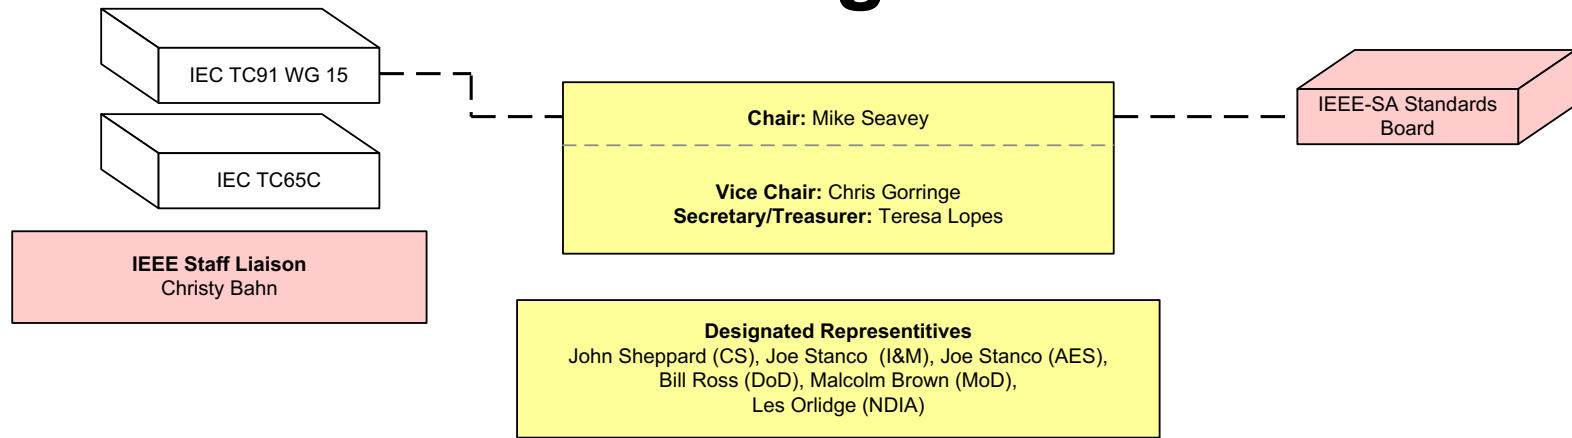 IEC TC91 WG 15
IEC TC65C
IEEE Staff Liaison
Christy Bahn
Chair: Mike Seavey
Vice Chair: Chris Gorringe
Secretary/Treasurer: Teresa Lopes
IEEE-SA Standards
Board
Designated Representitives
John Sheppard (CS), Joe Stanco (I&M), Joe Stanco (AES),
Bill Ross (DoD), Malcolm Brown (MoD),
Les Orlidge (NDIA)